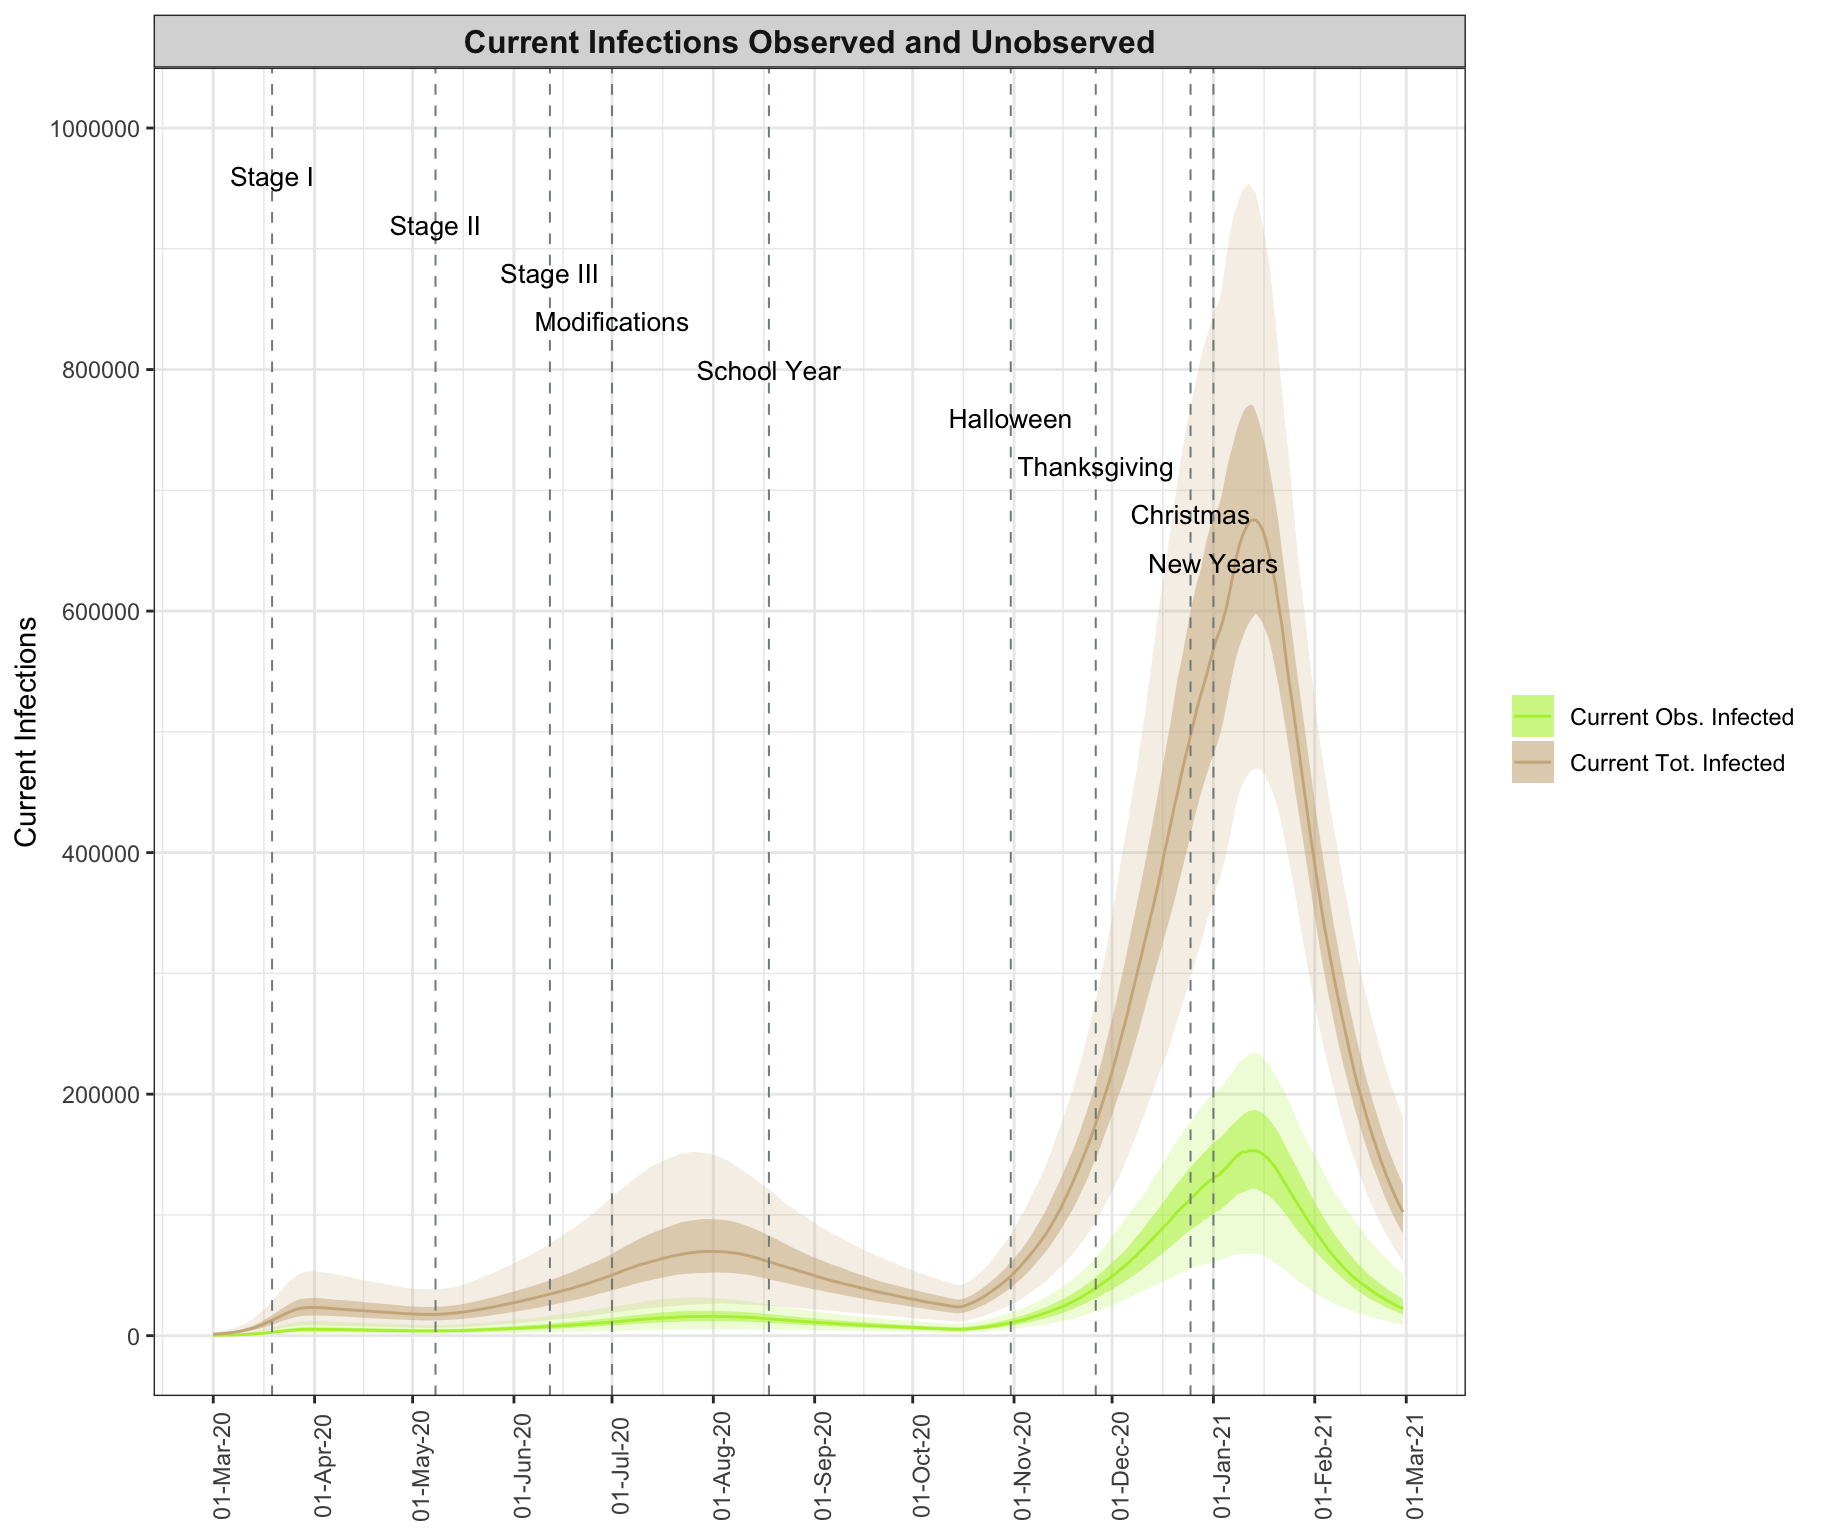 Current Infections Observed and Unobserved
1000000
800000
600000
400000
200000
0
Current Infections
Stage I
Stage II
Stage III
Modifications
School Year
Halloween
Thanksgiving
Christmas
New Years
01-Mar-20
01-Apr-20
01-May-20
01-Jun-20
01-Jul-20
01-Aug-20
01-Sep-20
01-Oct-20
01-Nov-20
01-Dec-20
01-Jan-21
01-Feb-21
01-Mar-21
Current Obs. Infected
Current Tot. Infected